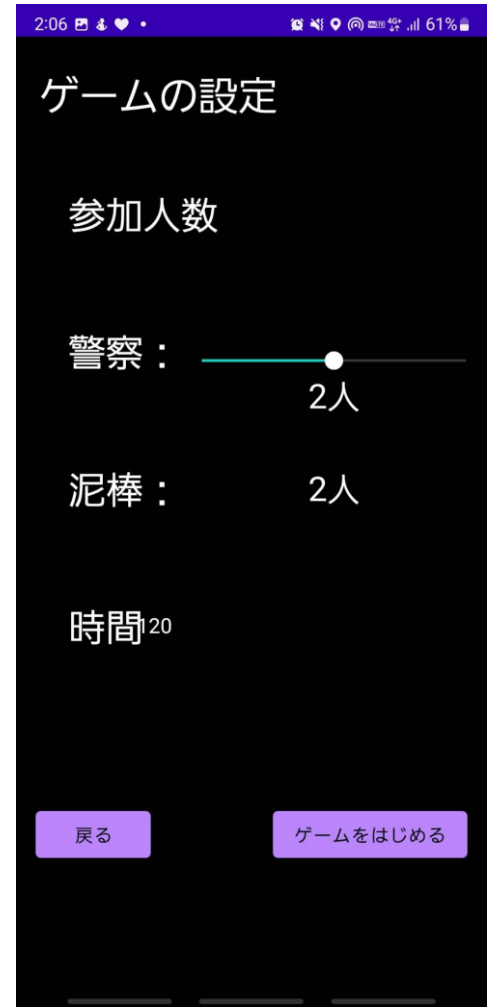 2:06 61%
ゲームの設定
参加人数
警察：
2人
泥棒： 2人
時間120
戻る ゲームをはじめる